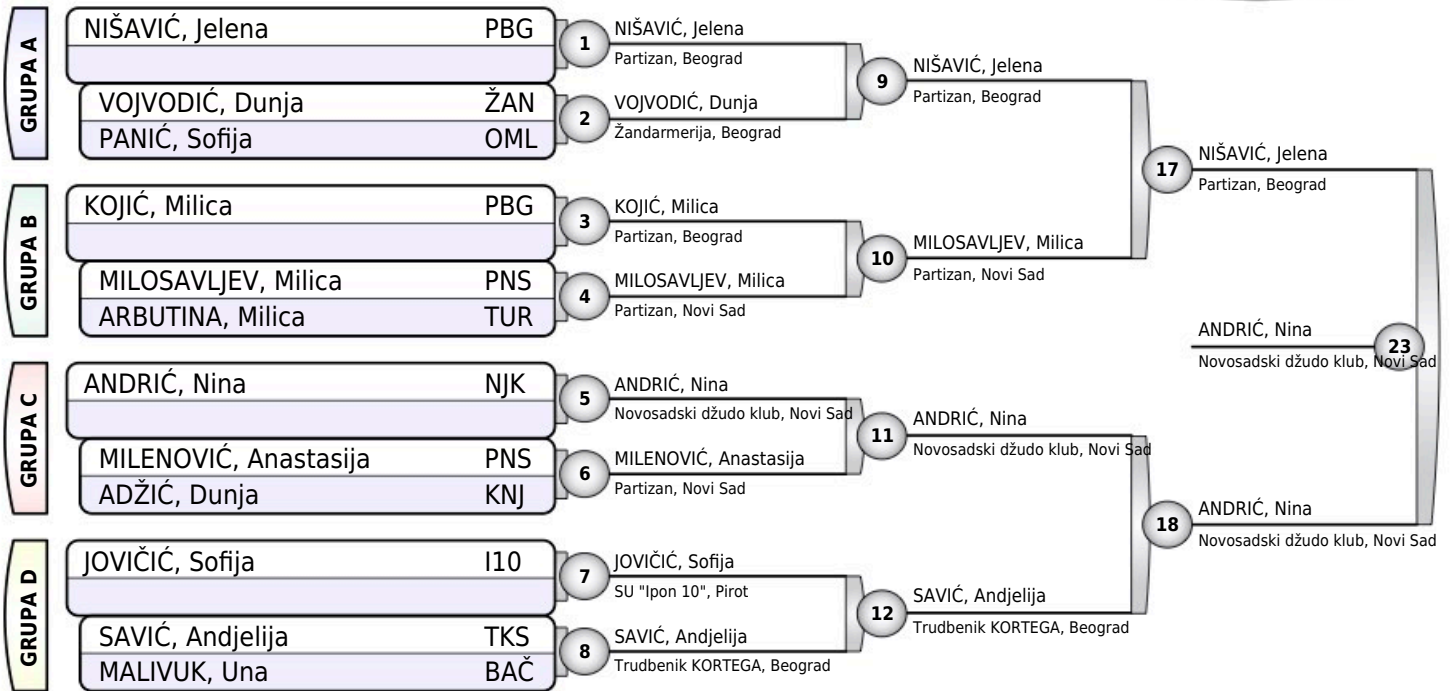 GRUPA A
NIŠAVIĆ, Jelena PBG
VOJVODIĆ, Dunja ŽAN
PANIĆ, Sofija OML
GRUPA B
KOJIĆ, Milica PBG
MILOSAVLJEV, Milica PNS
ARBUTINA, Milica TUR
GRUPA C
ANDRIĆ, Nina NJK
MILENOVIĆ, Anastasija PNS
ADŽIĆ, Dunja KNJ
GRUPA D
JOVIČIĆ, Sofija I10
SAVIĆ, Andjelija TKS
MALIVUK, Una BAČ
1
NIŠAVIĆ, Jelena
Partizan, Beograd
2
VOJVODIĆ, Dunja
Žandarmerija, Beograd
3
KOJIĆ, Milica
Partizan, Beograd
4
MILOSAVLJEV, Milica
Partizan, Novi Sad
5
ANDRIĆ, Nina
Novosadski džudo klub, Novi Sad
6
MILENOVIĆ, Anastasija
Partizan, Novi Sad
7
JOVIČIĆ, Sofija
SU "Ipon 10", Pirot
8
SAVIĆ, Andjelija
Trudbenik KORTEGA, Beograd
9
NIŠAVIĆ, Jelena
Partizan, Beograd
10
MILOSAVLJEV, Milica
Partizan, Novi Sad
11
ANDRIĆ, Nina
Novosadski džudo klub, Novi Sad
12
SAVIĆ, Andjelija
Trudbenik KORTEGA, Beograd
17
NIŠAVIĆ, Jelena
Partizan, Beograd
18
ANDRIĆ, Nina
Novosadski džudo klub, Novi Sad
23
ANDRIĆ, Nina
Novosadski džudo klub, Novi Sad